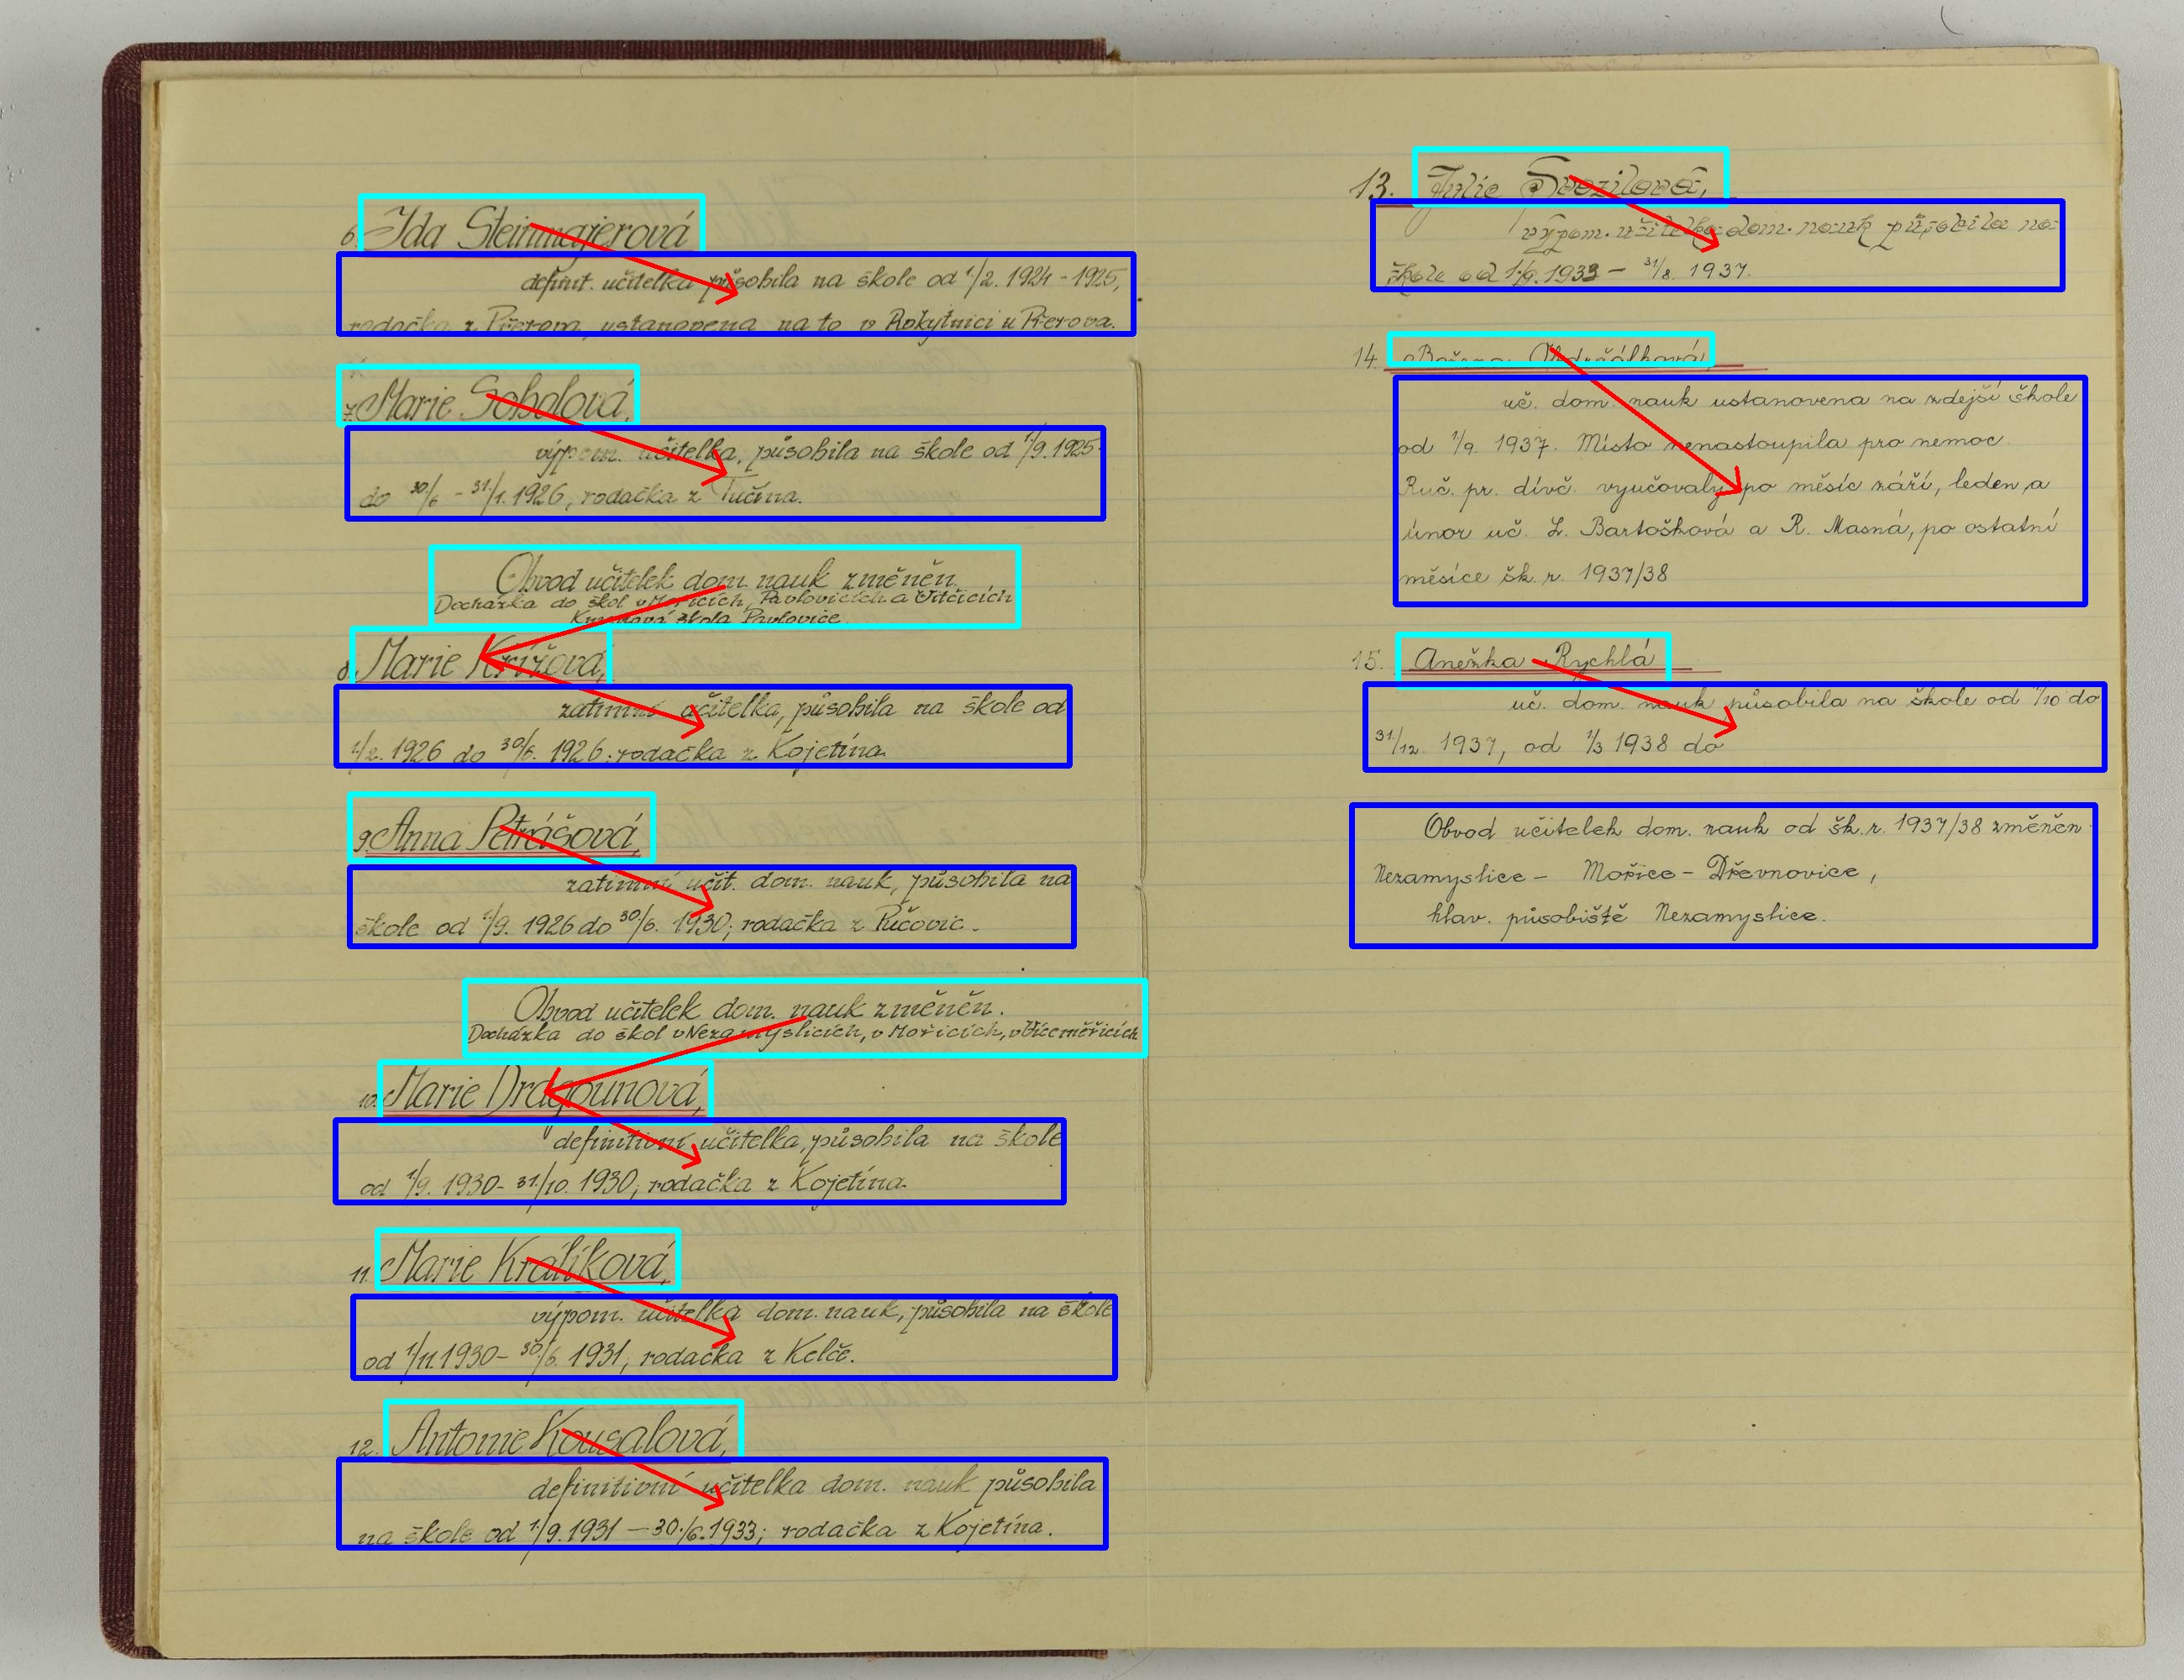 6. Ida Steinmajerová
definit. učitelka působila na škole od 1/2. 1924 - 1925,
rodačka z Přerova, ustanovena na to v Rokytnici u Přerova.
7. Marie Sobolová,
výpom. učitelka, působila na škole od 1/9. 1925
do 30/6 - 31/1. 1926, rodačka z Tučína.
Obvod učitelek dom. nauk změněn.
Docházka do škol v Mořicích, Pavlovicích a Vrčicích
Kmenová škola Pavlovice.
8. Marie Křížová,
zatímní učitelka, působila na škole od
1/2. 1926 do 30/6. 1926; rodačka z Kojetína.
9. Anna Petrášová,
zatímní učit. dom. nauk, působila na
škole od 1/9. 1926 do 30/6. 1930; rodačka z Pučovic.
Obvod učitelek dom. nauk změněn.
Docházka do škol v Nezamyslicích, v Mořicích, v Víceměřicích
10. Marie Dragounová,
definitivní učitelka, působila na škole
od 1/9. 1930 - 31./10. 1930; rodačka z Kojetína.
11. Marie Králíková,
výpom. učitelka dom. nauk, působila na škole
od 1/11 1930 - 30/6. 1931, rodačka z Kelče.
12. Antonie Kousalová,
definitivní učitelka dom. nauk působila
na škole od 1./9. 1931 — 30./6. 1933; rodačka z Kojetína.
13. Julie Svozilová,
výpom. učitelka dom. nauk působila na
škole od 1./9. 1933 - 31/8. 1937.
14. Božena Obdržálková,
uč. dom. nauk ustanovena na zdejší škole
od 1/9. 1937. Místo nenastoupila pro nemoc.
Ruč. pr. dívč. vyučovaly po měsíc září, leden a
únor uč. L. Bartošková a R. Masná, po ostatní
měsíce šk. r. 1937/38
15. Anežka Rychlá
uč. dom. nauk působila na škole od 1/10 do
31./12. 1937, od 1/3 1938 do
Obvod učitelek dom. nauk od šk. r. 1937/38 změněn
Nezamyslice - Mořice - Dřevnovice,
hlav. působiště Nezamyslice.